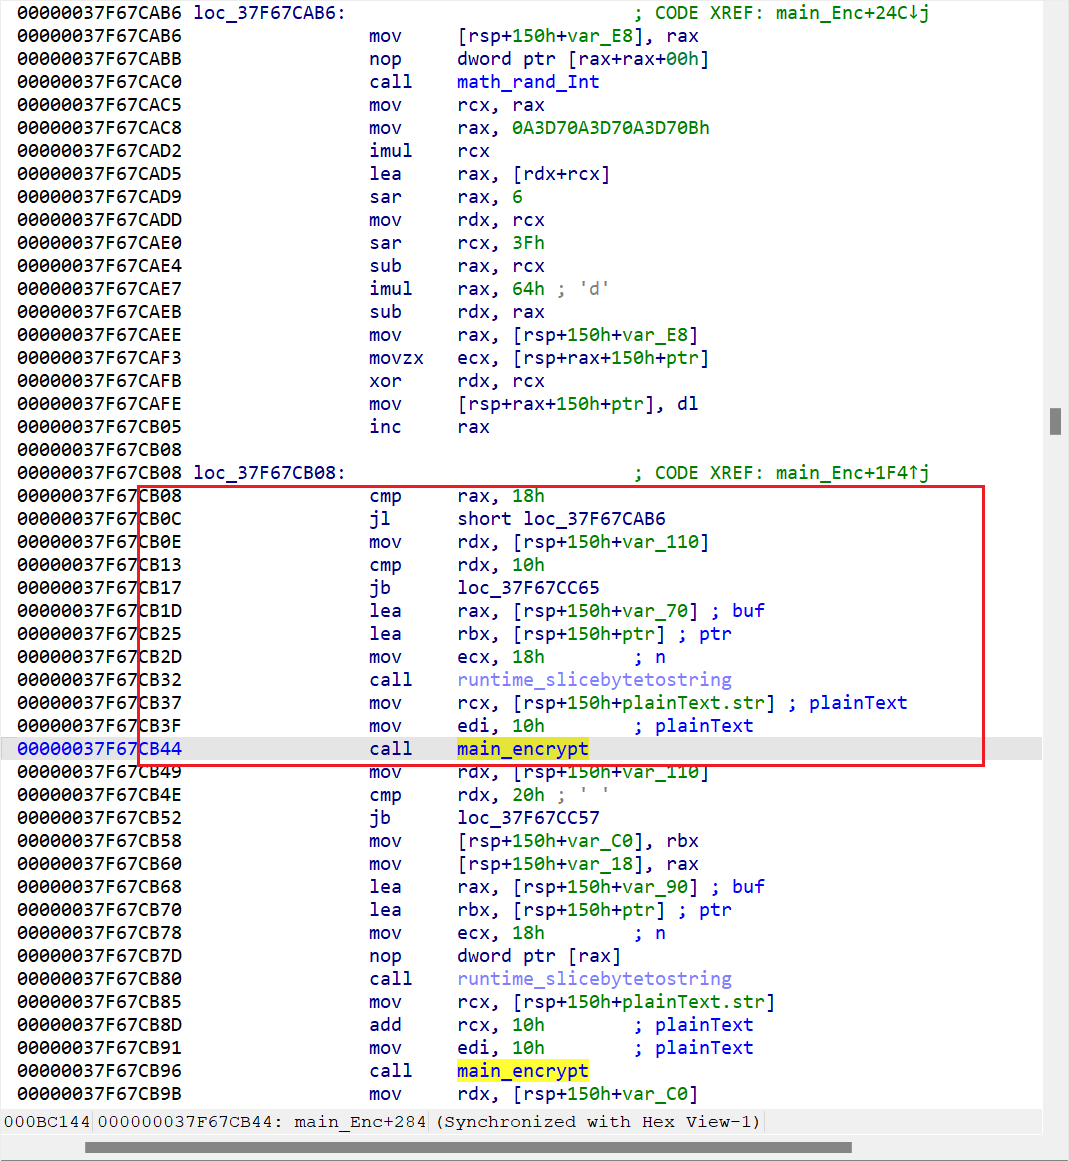 00000037F67CAB6 loc_37F67CAB6: ; CODE XREF: main_Enc+24C↓j
00000037F67CAB6 mov [rsp+150h+var_E8], rax
00000037F67CABB nop dword ptr [rax+rax+00h]
00000037F67CAC0 call math_rand_Int
00000037F67CAC5 mov rcx, rax
00000037F67CAC8 mov rax, 0A3D70A3D70A3D70Bh
00000037F67CAD2 imul rcx
00000037F67CAD5 lea rax, [rdx+rcx]
00000037F67CAD9 sar rax, 6
00000037F67CADD mov rdx, rcx
00000037F67CAE0 sar rcx, 3Fh
00000037F67CAE4 sub rax, rcx
00000037F67CAE7 imul rax, 64h ; 'd'
00000037F67CAEB sub rdx, rax
00000037F67CAEE mov rax, [rsp+150h+var_E8]
00000037F67CAF3 movzx ecx, [rsp+rax+150h+ptr]
00000037F67CAFB xor rdx, rcx
00000037F67CAFE mov [rsp+rax+150h+ptr], dl
00000037F67CB05 inc rax
00000037F67CB08
00000037F67CB08 loc_37F67CB08: ; CODE XREF: main_Enc+1F4↑j
00000037F67CB08 cmp rax, 18h
00000037F67CB0C jl short loc_37F67CAB6
00000037F67CB0E mov rdx, [rsp+150h+var_110]
00000037F67CB13 cmp rdx, 10h
00000037F67CB17 jb loc_37F67CC65
00000037F67CB1D lea rax, [rsp+150h+var_70] ; buf
00000037F67CB25 lea rbx, [rsp+150h+ptr] ; ptr
00000037F67CB2D mov ecx, 18h ; n
00000037F67CB32 call runtime_slicebytetostring
00000037F67CB37 mov rcx, [rsp+150h+plainText.str] ; plainText
00000037F67CB3F mov edi, 10h ; plainText
00000037F67CB44 call main_encrypt
00000037F67CB49 mov rdx, [rsp+150h+var_110]
00000037F67CB4E cmp rdx, 20h ; ' '
00000037F67CB52 jb loc_37F67CC57
00000037F67CB58 mov [rsp+150h+var_C0], rbx
00000037F67CB60 mov [rsp+150h+var_18], rax
00000037F67CB68 lea rax, [rsp+150h+var_90] ; buf
00000037F67CB70 lea rbx, [rsp+150h+ptr] ; ptr
00000037F67CB78 mov ecx, 18h ; n
00000037F67CB7D nop dword ptr [rax]
00000037F67CB80 call runtime_slicebytetostring
00000037F67CB85 mov rcx, [rsp+150h+plainText.str]
00000037F67CB8D add rcx, 10h ; plainText
00000037F67CB91 mov edi, 10h ; plainText
00000037F67CB96 call main_encrypt
00000037F67CB9B mov rdx, [rsp+150h+var_C0]
000BC144 000000037F67CB44: main_Enc+284 (Synchronized with Hex View-1)